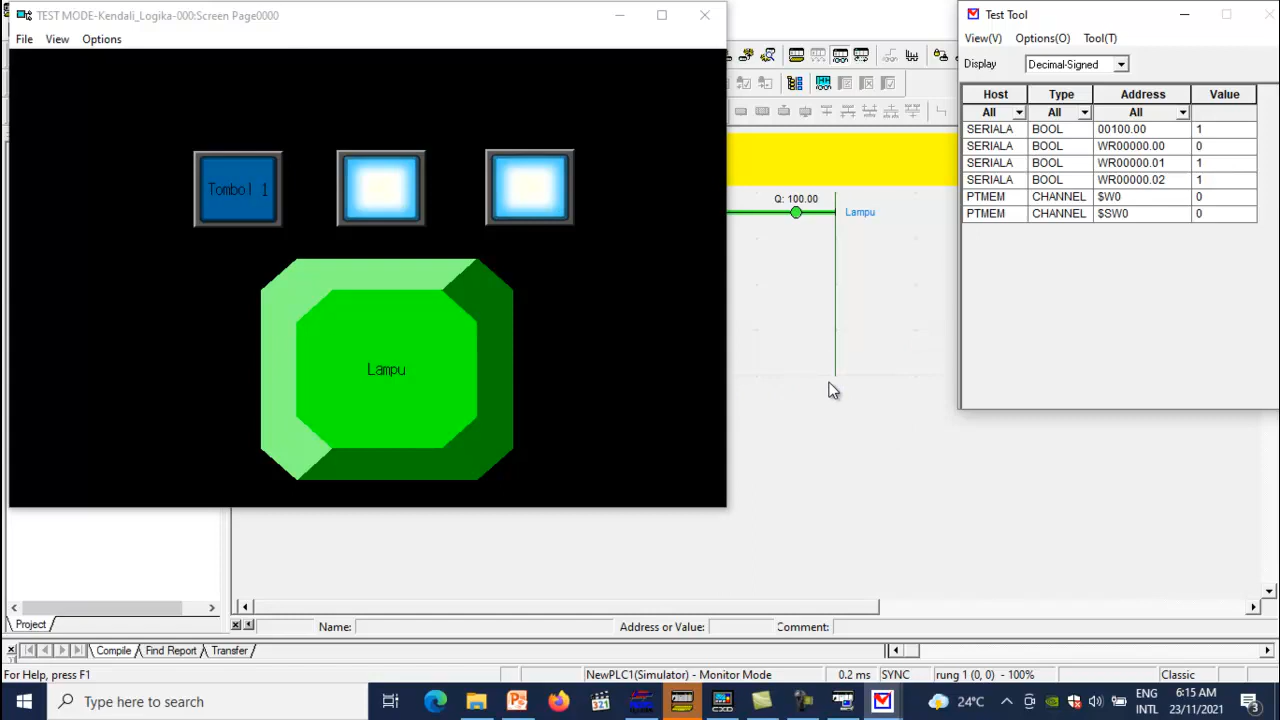 TEST MODE-Kendali_Logika-000:Screen Page0000
File View Options
Tombol 1
Lampu
Q: 100.00
Lampu
Test Tool
View(V) Options(O) Tool(T)
Display Decimal-Signed
Host Type Address Value
All All All
SERIALA BOOL 00100.00 1
SERIALA BOOL WR00000.00 0
SERIALA BOOL WR00000.01 1
SERIALA BOOL WR00000.02 1
PTMEM CHANNEL $W0 0
PTMEM CHANNEL $SW0 0
Project
Name: Address or Value: Comment:
Compile Find Report Transfer
For Help, press F1 NewPLC1(Simulator) - Monitor Mode 0.2 ms SYNC rung 1 (0, 0) - 100% Classic
Type here to search
321
24°C
ENG
INTL
6:15 AM
23/11/2021
3